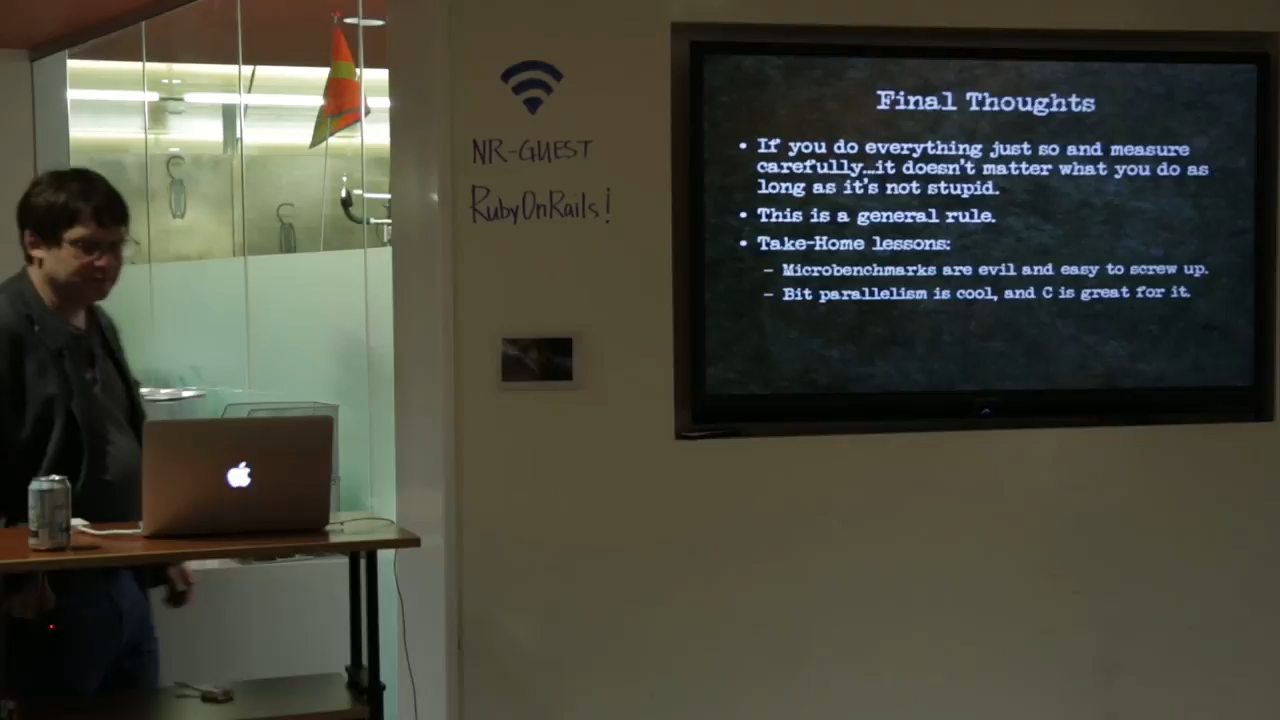 NR-GUEST
RubyOnRails!
Final Thoughts
• If you do everything just so and measure
carefully…it doesn't matter what you do as
long as it's not stupid.
• This is a general rule.
• Take-Home lessons:
– Microbenchmarks are evil and easy to screw up.
– Bit parallelism is cool, and C is great for it.